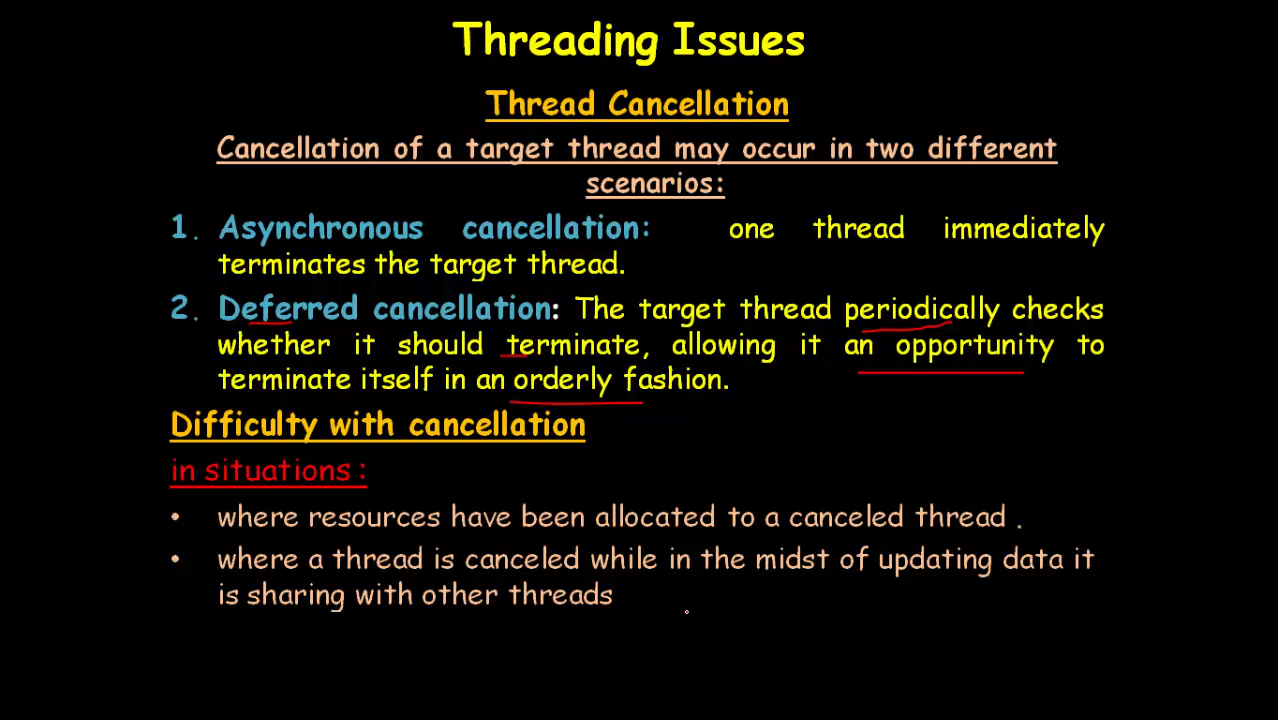 Threading Issues
Thread Cancellation
Cancellation of a target thread may occur in two different
scenarios:
1. Asynchronous cancellation: one thread immediately
terminates the target thread.
2. Deferred cancellation: The target thread periodically checks
whether it should terminate, allowing it an opportunity to
terminate itself in an orderly fashion.
Difficulty with cancellation
in situations :
• where resources have been allocated to a canceled thread .
• where a thread is canceled while in the midst of updating data it
is sharing with other threads